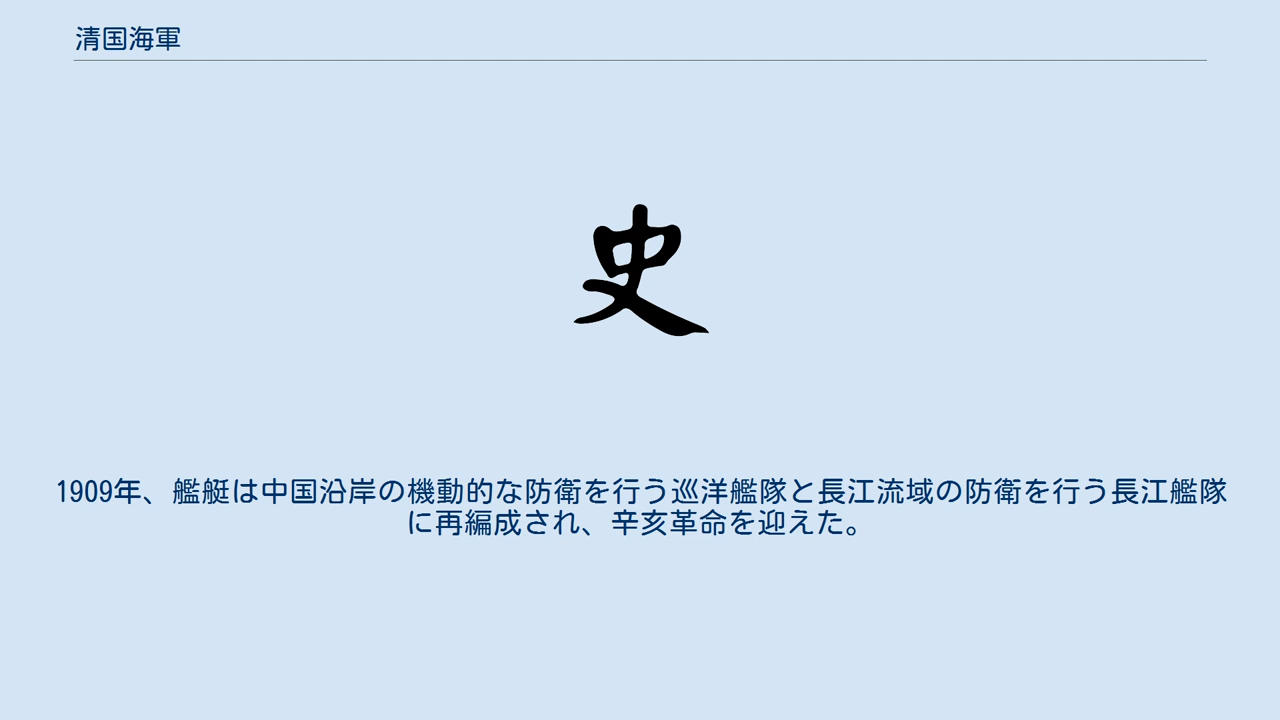 清国海軍
史
1909年、艦艇は中国沿岸の機動的な防衛を行う巡洋艦隊と長江流域の防衛を行う長江艦隊
に再編成され、辛亥革命を迎えた。